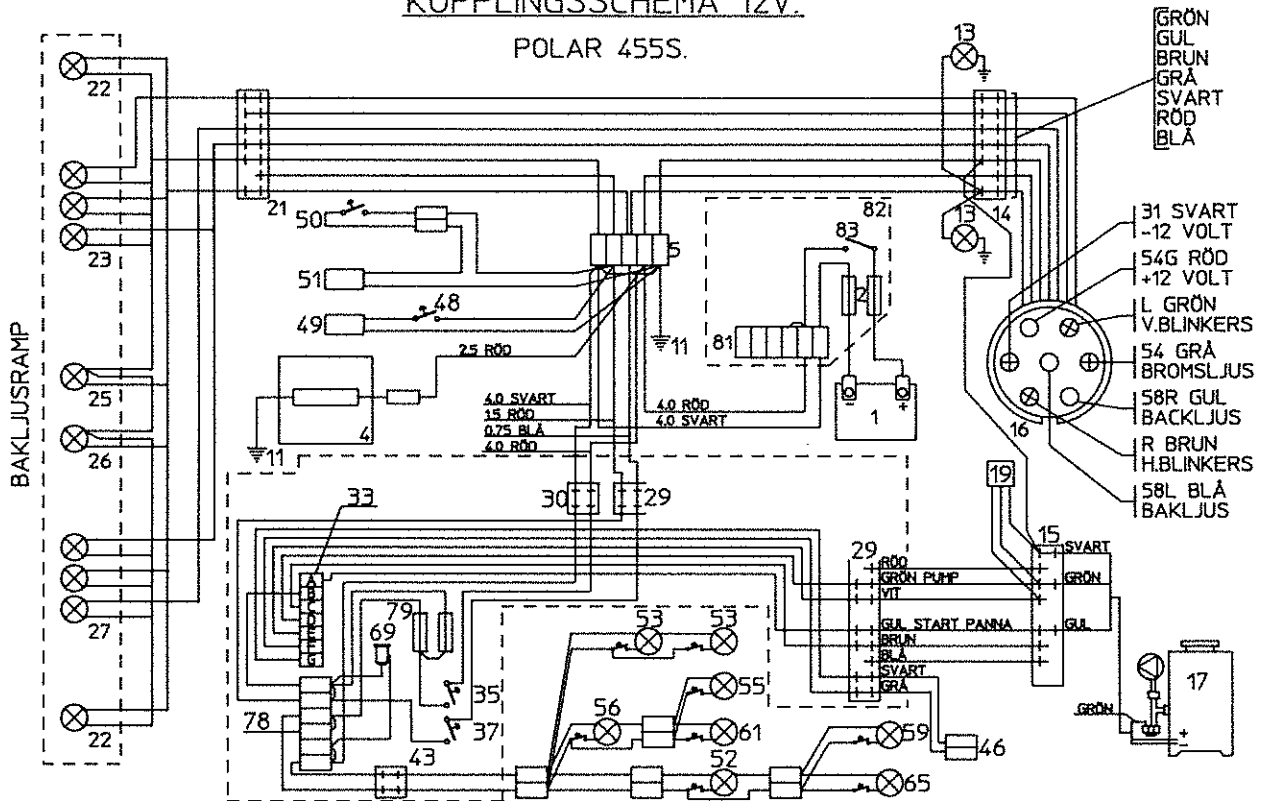 KOPPLINGSSCHEMA 12V.
POLAR 455S.
GRÖN
GUL
BRUN
GRÅ
SVART
RÖD
BLÅ
13
22
21
14
50
5
82
83
13
31 SVART
-12 VOLT
23
51
2
54G RÖD
+12 VOLT
48
49
11
81
L GRÖN
V.BLINKERS
2.5 RÖD
54 GRÅ
BROMSLJUS
BAKLJUSRAMP
25
4
- +
1
58R GUL
BACKLJUS
4.0 SVART
1.5 RÖD
0.75 BLÅ
4.0 RÖD
4.0 RÖD
4.0 SVART
16
R BRUN
H.BLINKERS
26
11
58L BLÅ
BAKLJUS
33
30
29
19
15
29
RÖD
GRÖN PUMP
VIT
GUL START PANNA
BRUN
BLÅ
SVART
GRÅ
SVART
GRÖN
GUL
A
B
C
D
E
F
G
79
69
53
53
27
35
55
17
78
37
56
61
59
46
GRÖN
+
-
22
43
52
65